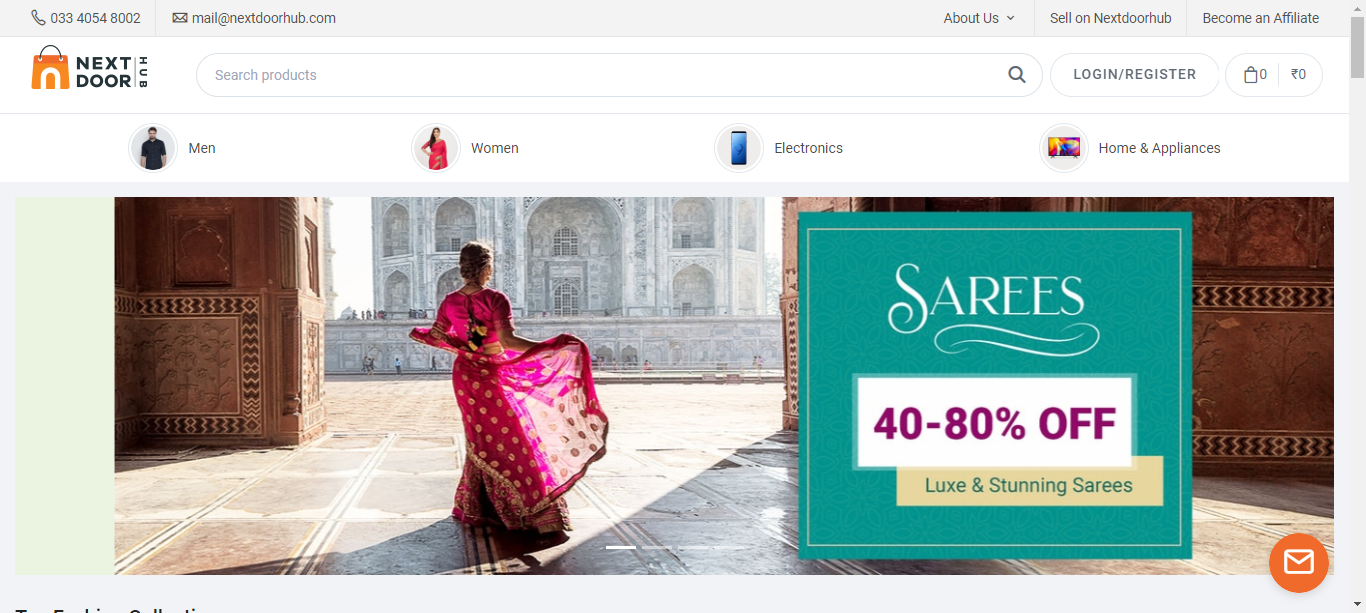 033 4054 8002
mail@nextdoorhub.com
About Us
Sell on Nextdoorhub
Become an Affiliate
NEXT
DOOR
HUB
Search products
LOGIN/REGISTER
0
₹0
Men
Women
Electronics
Home & Appliances
SAREES
40-80% OFF
Luxe & Stunning Sarees